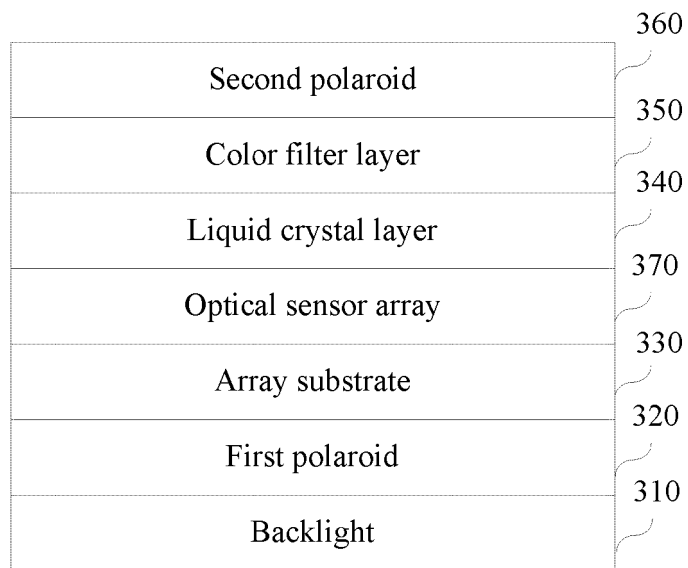 360
Second polaroid
350
Color filter layer
340
Liquid crystal layer
370
Optical sensor array
330
Array substrate
320
First polaroid
310
Backlight